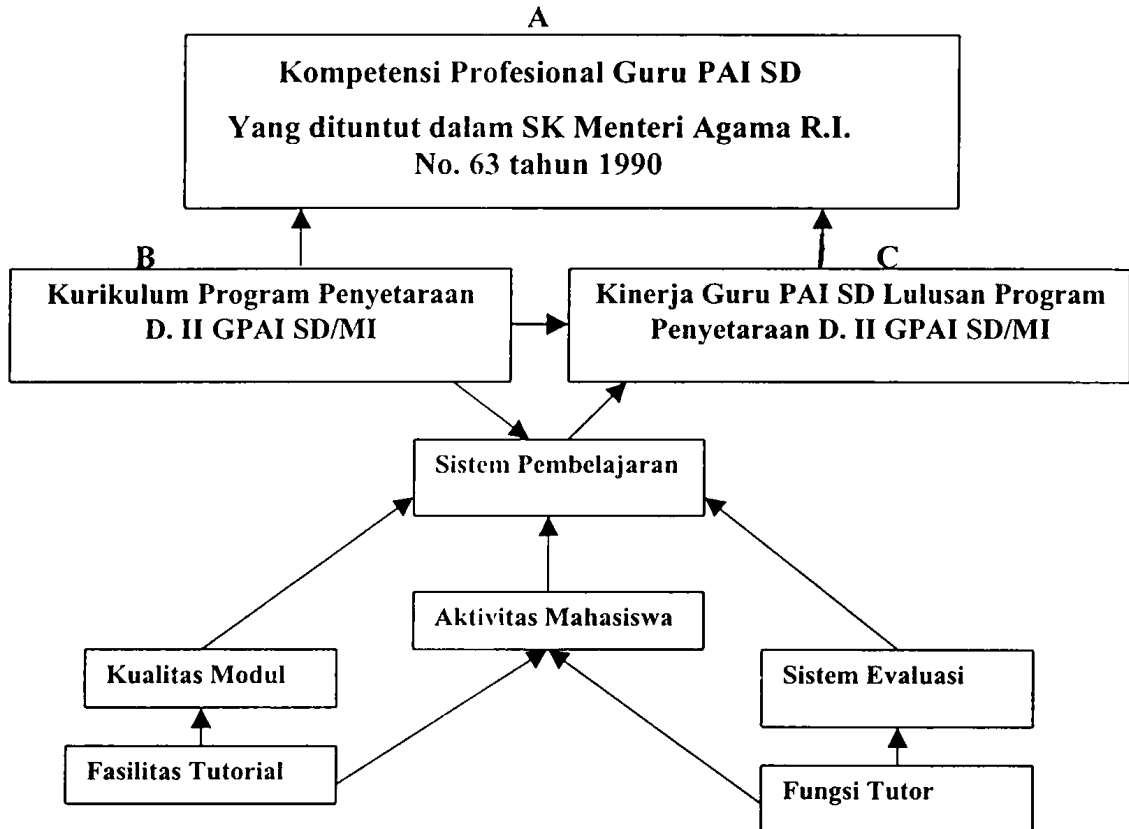 A
Kompetensi Profesional Guru PAI SD
Yang dituntut dalam SK Menteri Agama R.I.
No. 63 tahun 1990
B
Kurikulum Program Penyetaraan
D. II GPAI SD/MI
C
Kinerja Guru PAI SD Lulusan Program
Penyetaraan D. II GPAI SD/MI
Sistem Pembelajaran
Aktivitas Mahasiswa
Kualitas Modul
Sistem Evaluasi
Fasilitas Tutorial
Fungsi Tutor